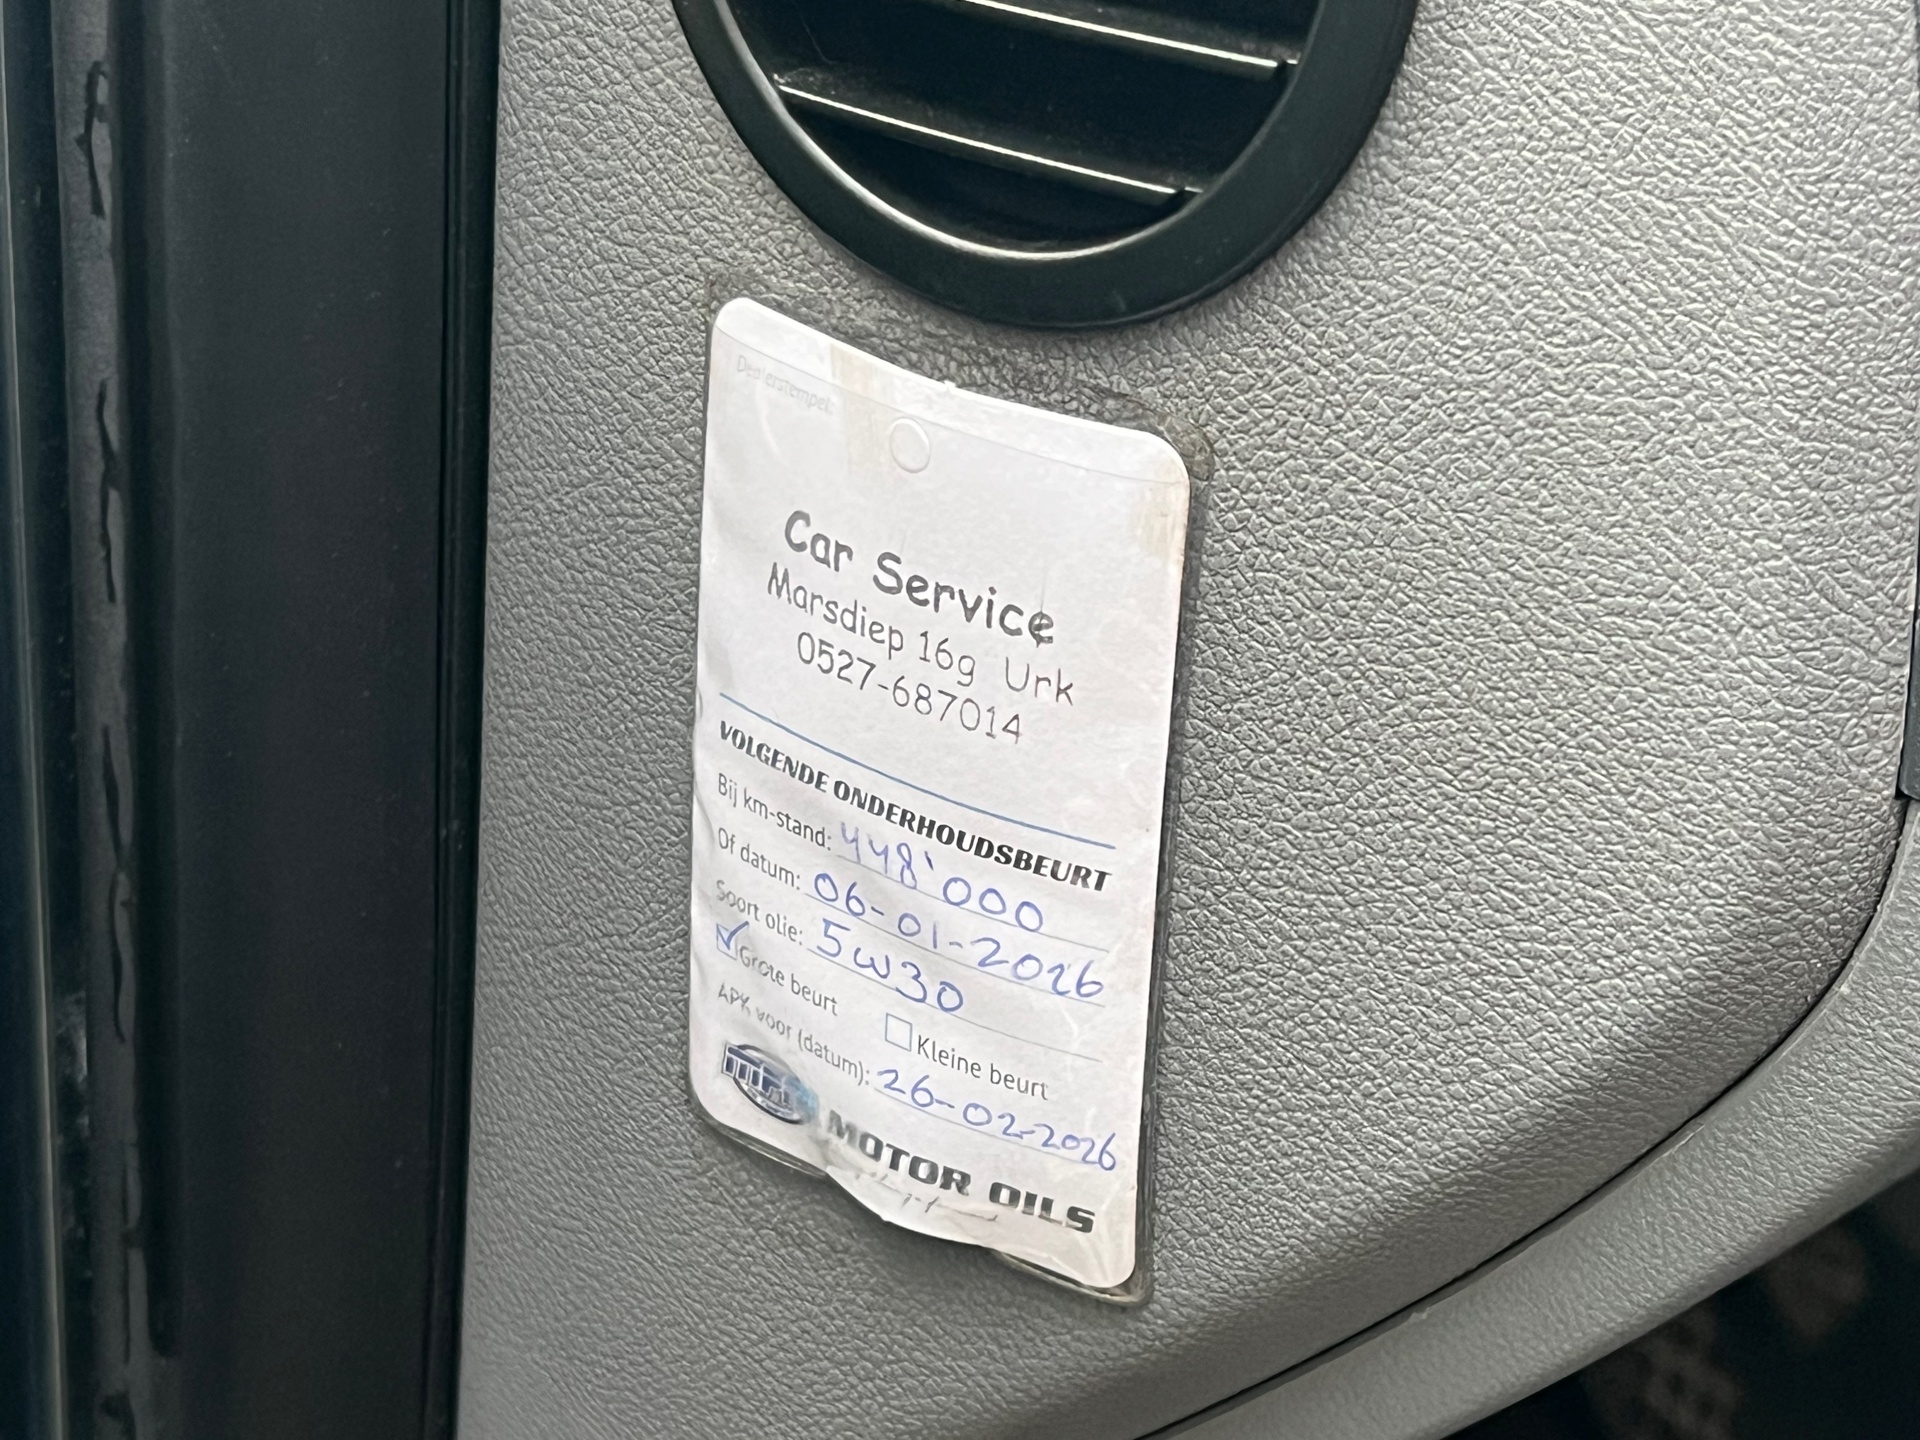 Dealerstempel:
Car Service
Marsdiep 16g Urk
0527-687014
VOLGENDE ONDERHOUDSBEURT
Bij km-stand: 448'000
Of datum: 06-01-2026
Soort olie: 5w30
Grote beurt Kleine beurt
APK voor (datum): 26-02-2026
MOTOR OILS